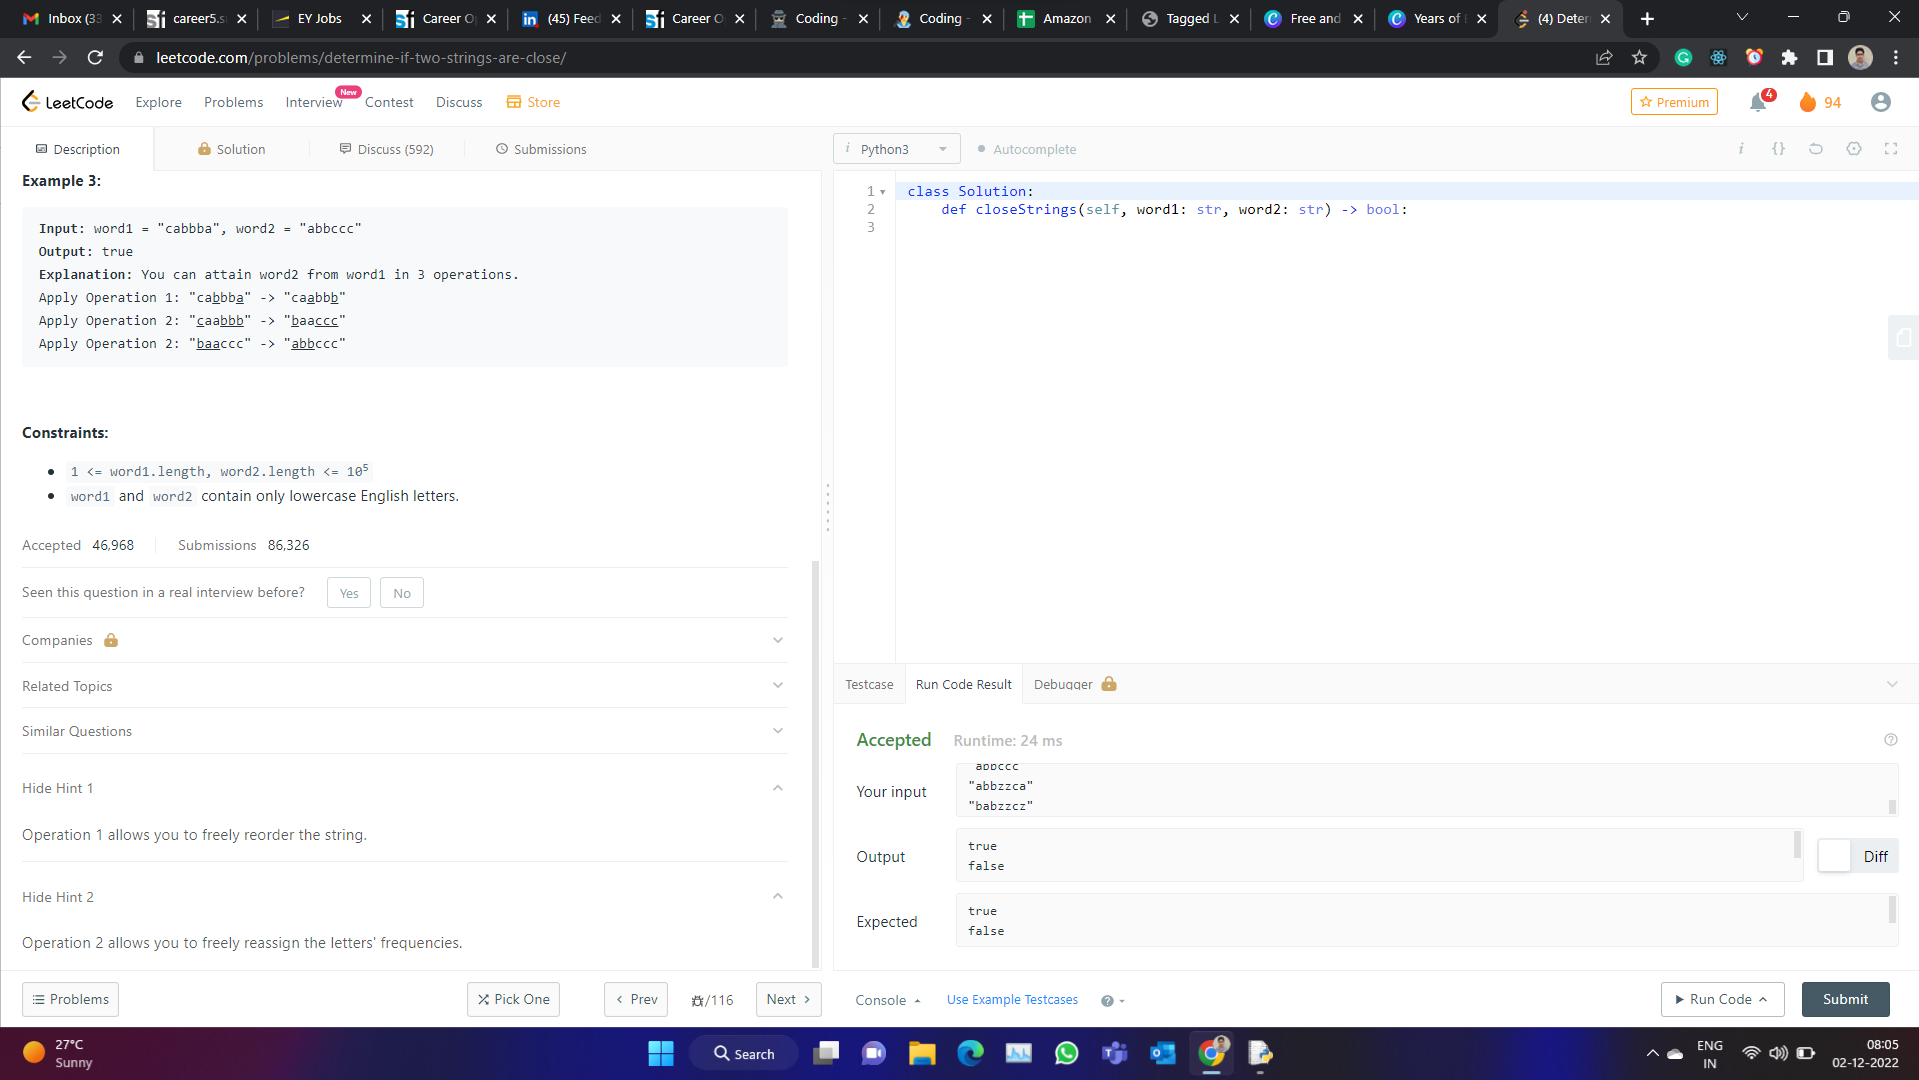 Inbox (33
career5.s
EY Jobs
Career O
(45) Feed
Career O
Coding -
Coding -
Amazon
Tagged L
Free and
Years of
(4) Deter
leetcode.com/problems/determine-if-two-strings-are-close/
LeetCode
Explore
Problems
Interview
New
Contest
Discuss
Store
Premium
4
94
Description
Solution
Discuss (592)
Submissions
Python3
Autocomplete
Example 3:
Input: word1 = "cabbba", word2 = "abbccc"
Output: true
Explanation: You can attain word2 from word1 in 3 operations.
Apply Operation 1: "cabbba" -> "caabbb"
Apply Operation 2: "caabbb" -> "baaccc"
Apply Operation 2: "baaccc" -> "abbccc"
Constraints:
1 <= word1.length, word2.length <= 10⁵
word1 and word2 contain only lowercase English letters.
Accepted 46,968 Submissions 86,326
Seen this question in a real interview before? Yes No
Companies
Related Topics
Similar Questions
Hide Hint 1
Operation 1 allows you to freely reorder the string.
Hide Hint 2
Operation 2 allows you to freely reassign the letters' frequencies.
Problems
Pick One
Prev
/116
Next
1 class Solution:
2 def closeStrings(self, word1: str, word2: str) -> bool:
3
Testcase
Run Code Result
Debugger
Accepted Runtime: 24 ms
Your input
abbccc
"abbzzca"
"babzzcz"
Output
true
false
Diff
Expected
true
false
Console
Use Example Testcases
Run Code
Submit
27°C
Sunny
Search
ENG
IN
08:05
02-12-2022